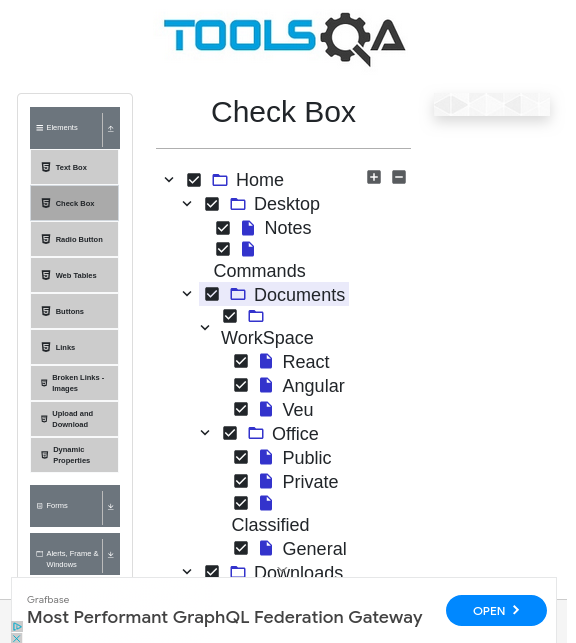 TOOLSQA
Check Box
Elements
Text Box
Check Box
Radio Button
Web Tables
Buttons
Links
Broken Links -
Images
Upload and
Download
Dynamic
Properties
Forms
Alerts, Frame &
Windows
Home
Desktop
Notes
Commands
Documents
WorkSpace
React
Angular
Veu
Office
Public
Private
Classified
General
Downloads
Grafbase
Most Performant GraphQL Federation Gateway
OPEN